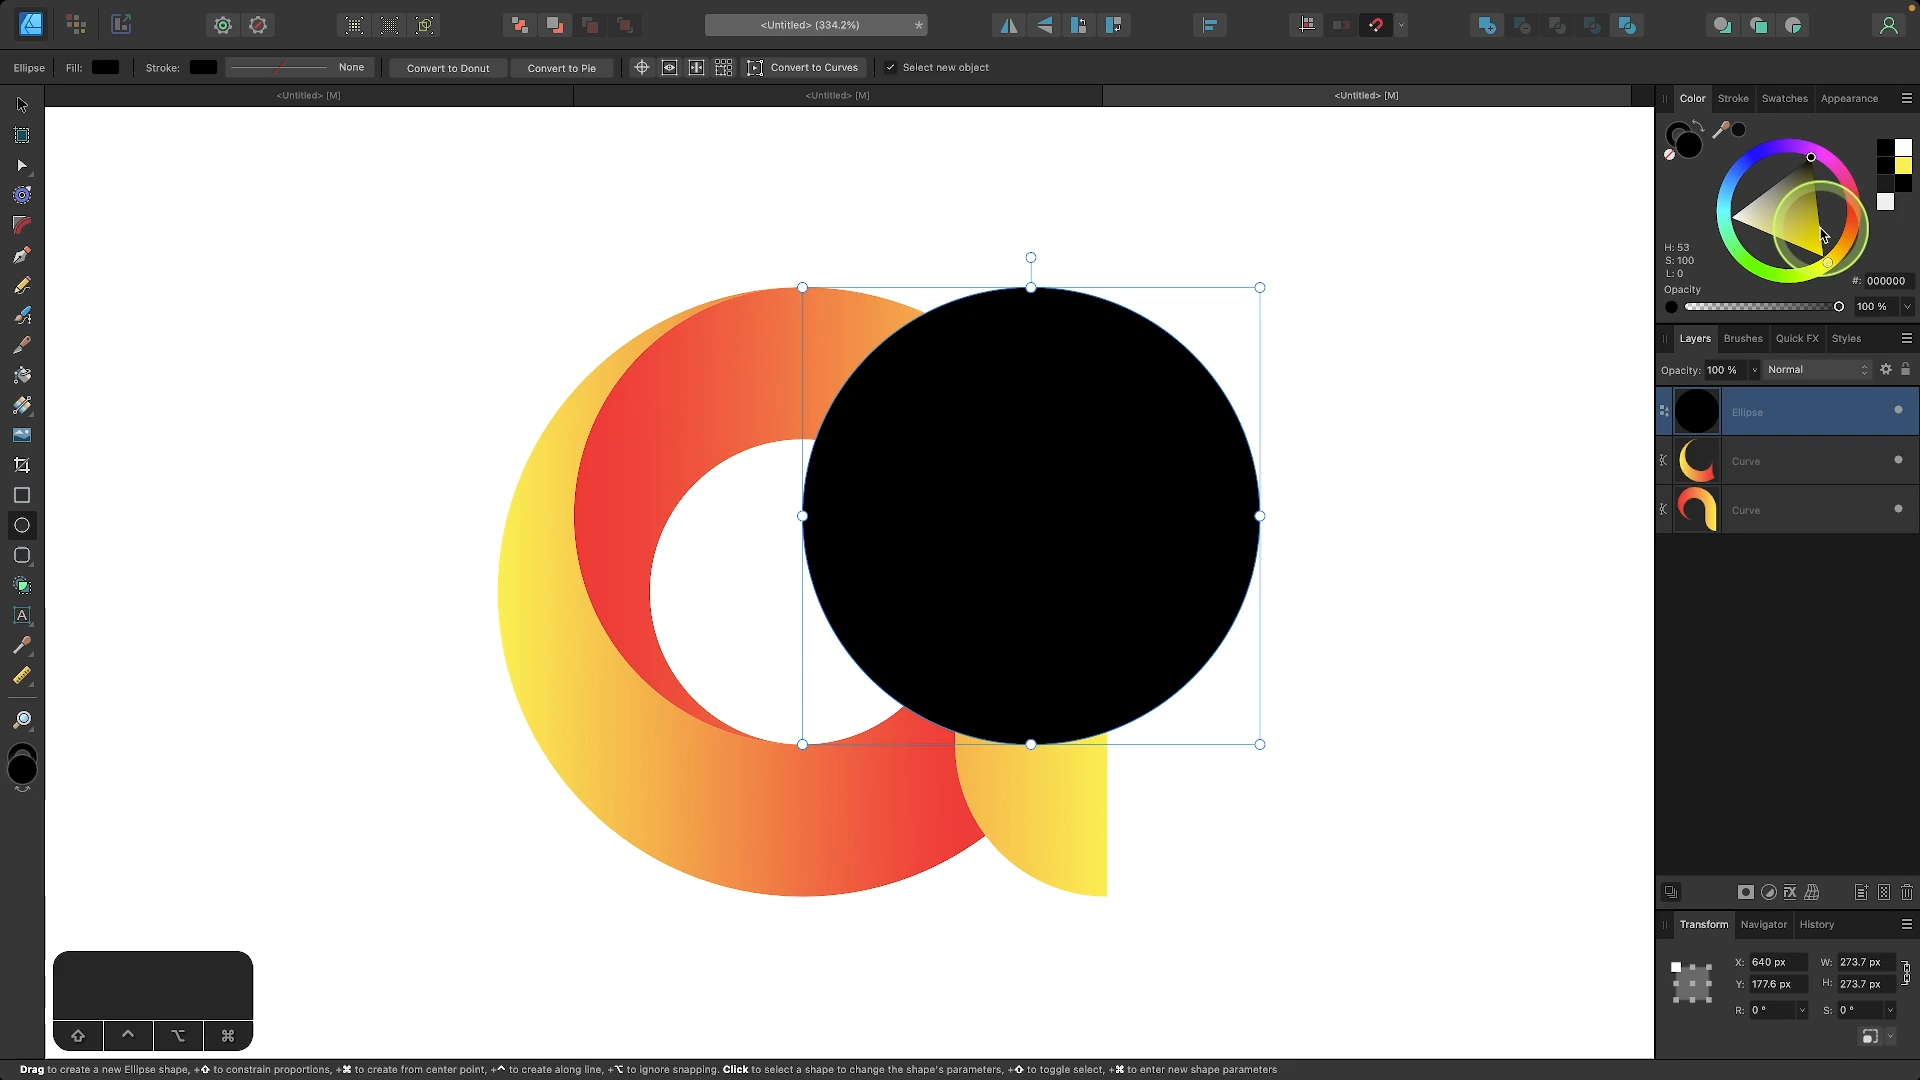 <Untitled> (334.2%)
*
Ellipse
Fill:
Stroke:
None
Convert to Donut
Convert to Pie
Convert to Curves
Select new object
<Untitled> [M]
<Untitled> [M]
<Untitled> [M]
Color
Stroke
Swatches
Appearance
H: 53
S: 100
L: 0
#: 000000
Opacity
100 %
Layers
Brushes
Quick FX
Styles
Opacity: 100 %
Normal
Ellipse
Curve
Curve
Transform
Navigator
History
X: 640 px
W: 273.7 px
Y: 177.6 px
H: 273.7 px
R: 0 °
S: 0 °
Drag to create a new Ellipse shape, +⇧ to constrain proportions, +⌘ to create from center point, +^ to create along line, +⌥ to ignore snapping. Click to select a shape to change the shape's parameters, +⇧ to toggle select, +⌘ to enter new shape parameters